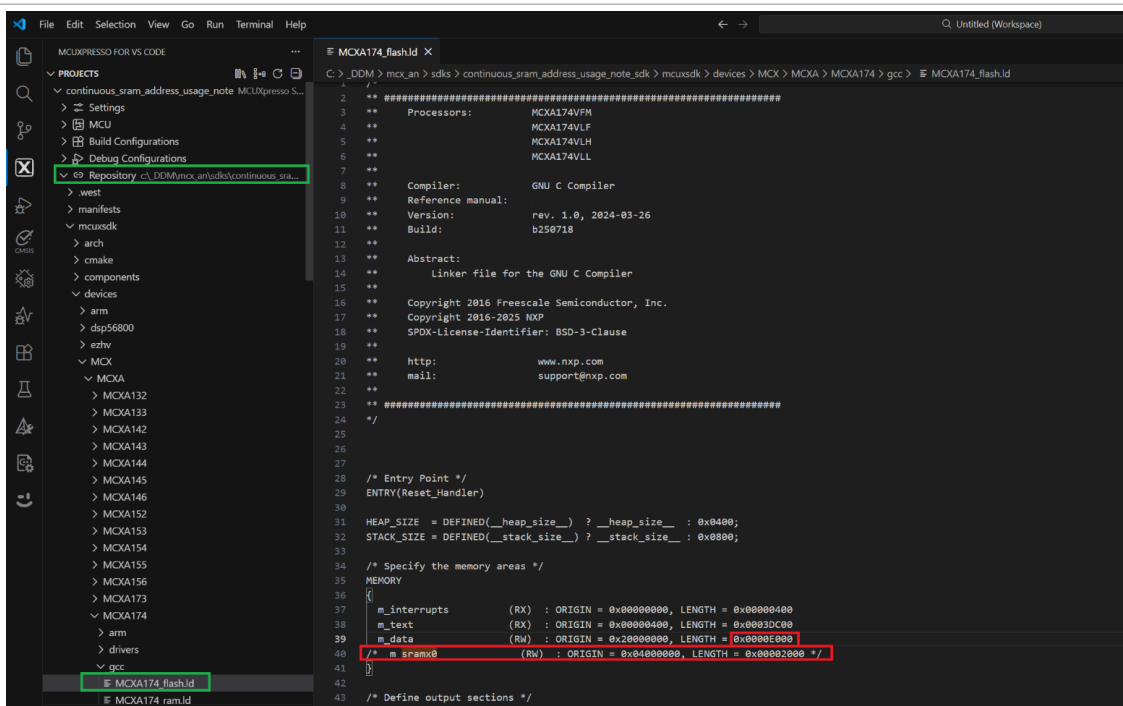 File Edit Selection View Go Run Terminal Help
Untitled (Workspace)
MCUXPRESSO FOR VS CODE ...
PROJECTS
continuous_sram_address_usage_note MCUXpresso S...
Settings
MCU
Build Configurations
Debug Configurations
Repository c:\_DDM\mcx_an\sdks\continuous_sra...
.west
manifests
mcuxsdk
arch
cmake
components
devices
arm
dsp56800
ezhv
MCX
MCXA
MCXA132
MCXA133
MCXA142
MCXA143
MCXA144
MCXA145
MCXA146
MCXA152
MCXA153
MCXA154
MCXA155
MCXA156
MCXA173
MCXA174
arm
drivers
gcc
MCXA174_flash.ld
MCXA174_ram.ld
CMSIS
MCXA174_flash.ld
C: > _DDM > mcx_an > sdks > continuous_sram_address_usage_note_sdk > mcuxsdk > devices > MCX > MCXA > MCXA174 > gcc > MCXA174_flash.ld
1 /*
2 ** ###################################################################
3 ** Processors: MCXA174VFM
4 ** MCXA174VLF
5 ** MCXA174VLH
6 ** MCXA174VLL
7 **
8 ** Compiler: GNU C Compiler
9 ** Reference manual:
10 ** Version: rev. 1.0, 2024-03-26
11 ** Build: b250718
12 **
13 ** Abstract:
14 ** Linker file for the GNU C Compiler
15 **
16 ** Copyright 2016 Freescale Semiconductor, Inc.
17 ** Copyright 2016-2025 NXP
18 ** SPDX-License-Identifier: BSD-3-Clause
19 **
20 ** http: www.nxp.com
21 ** mail: support@nxp.com
22 **
23 ** ###################################################################
24 */
25
26
27
28 /* Entry Point */
29 ENTRY(Reset_Handler)
30
31 HEAP_SIZE = DEFINED(__heap_size__) ? __heap_size__ : 0x0400;
32 STACK_SIZE = DEFINED(__stack_size__) ? __stack_size__ : 0x0800;
33
34 /* Specify the memory areas */
35 MEMORY
36 {
37 m_interrupts (RX) : ORIGIN = 0x00000000, LENGTH = 0x00000400
38 m_text (RX) : ORIGIN = 0x00000400, LENGTH = 0x0003DC00
39 m_data (RW) : ORIGIN = 0x20000000, LENGTH = 0x0000E000
40 /* m_sramx0 (RW) : ORIGIN = 0x04000000, LENGTH = 0x00002000 */
41 }
42
43 /* Define output sections */